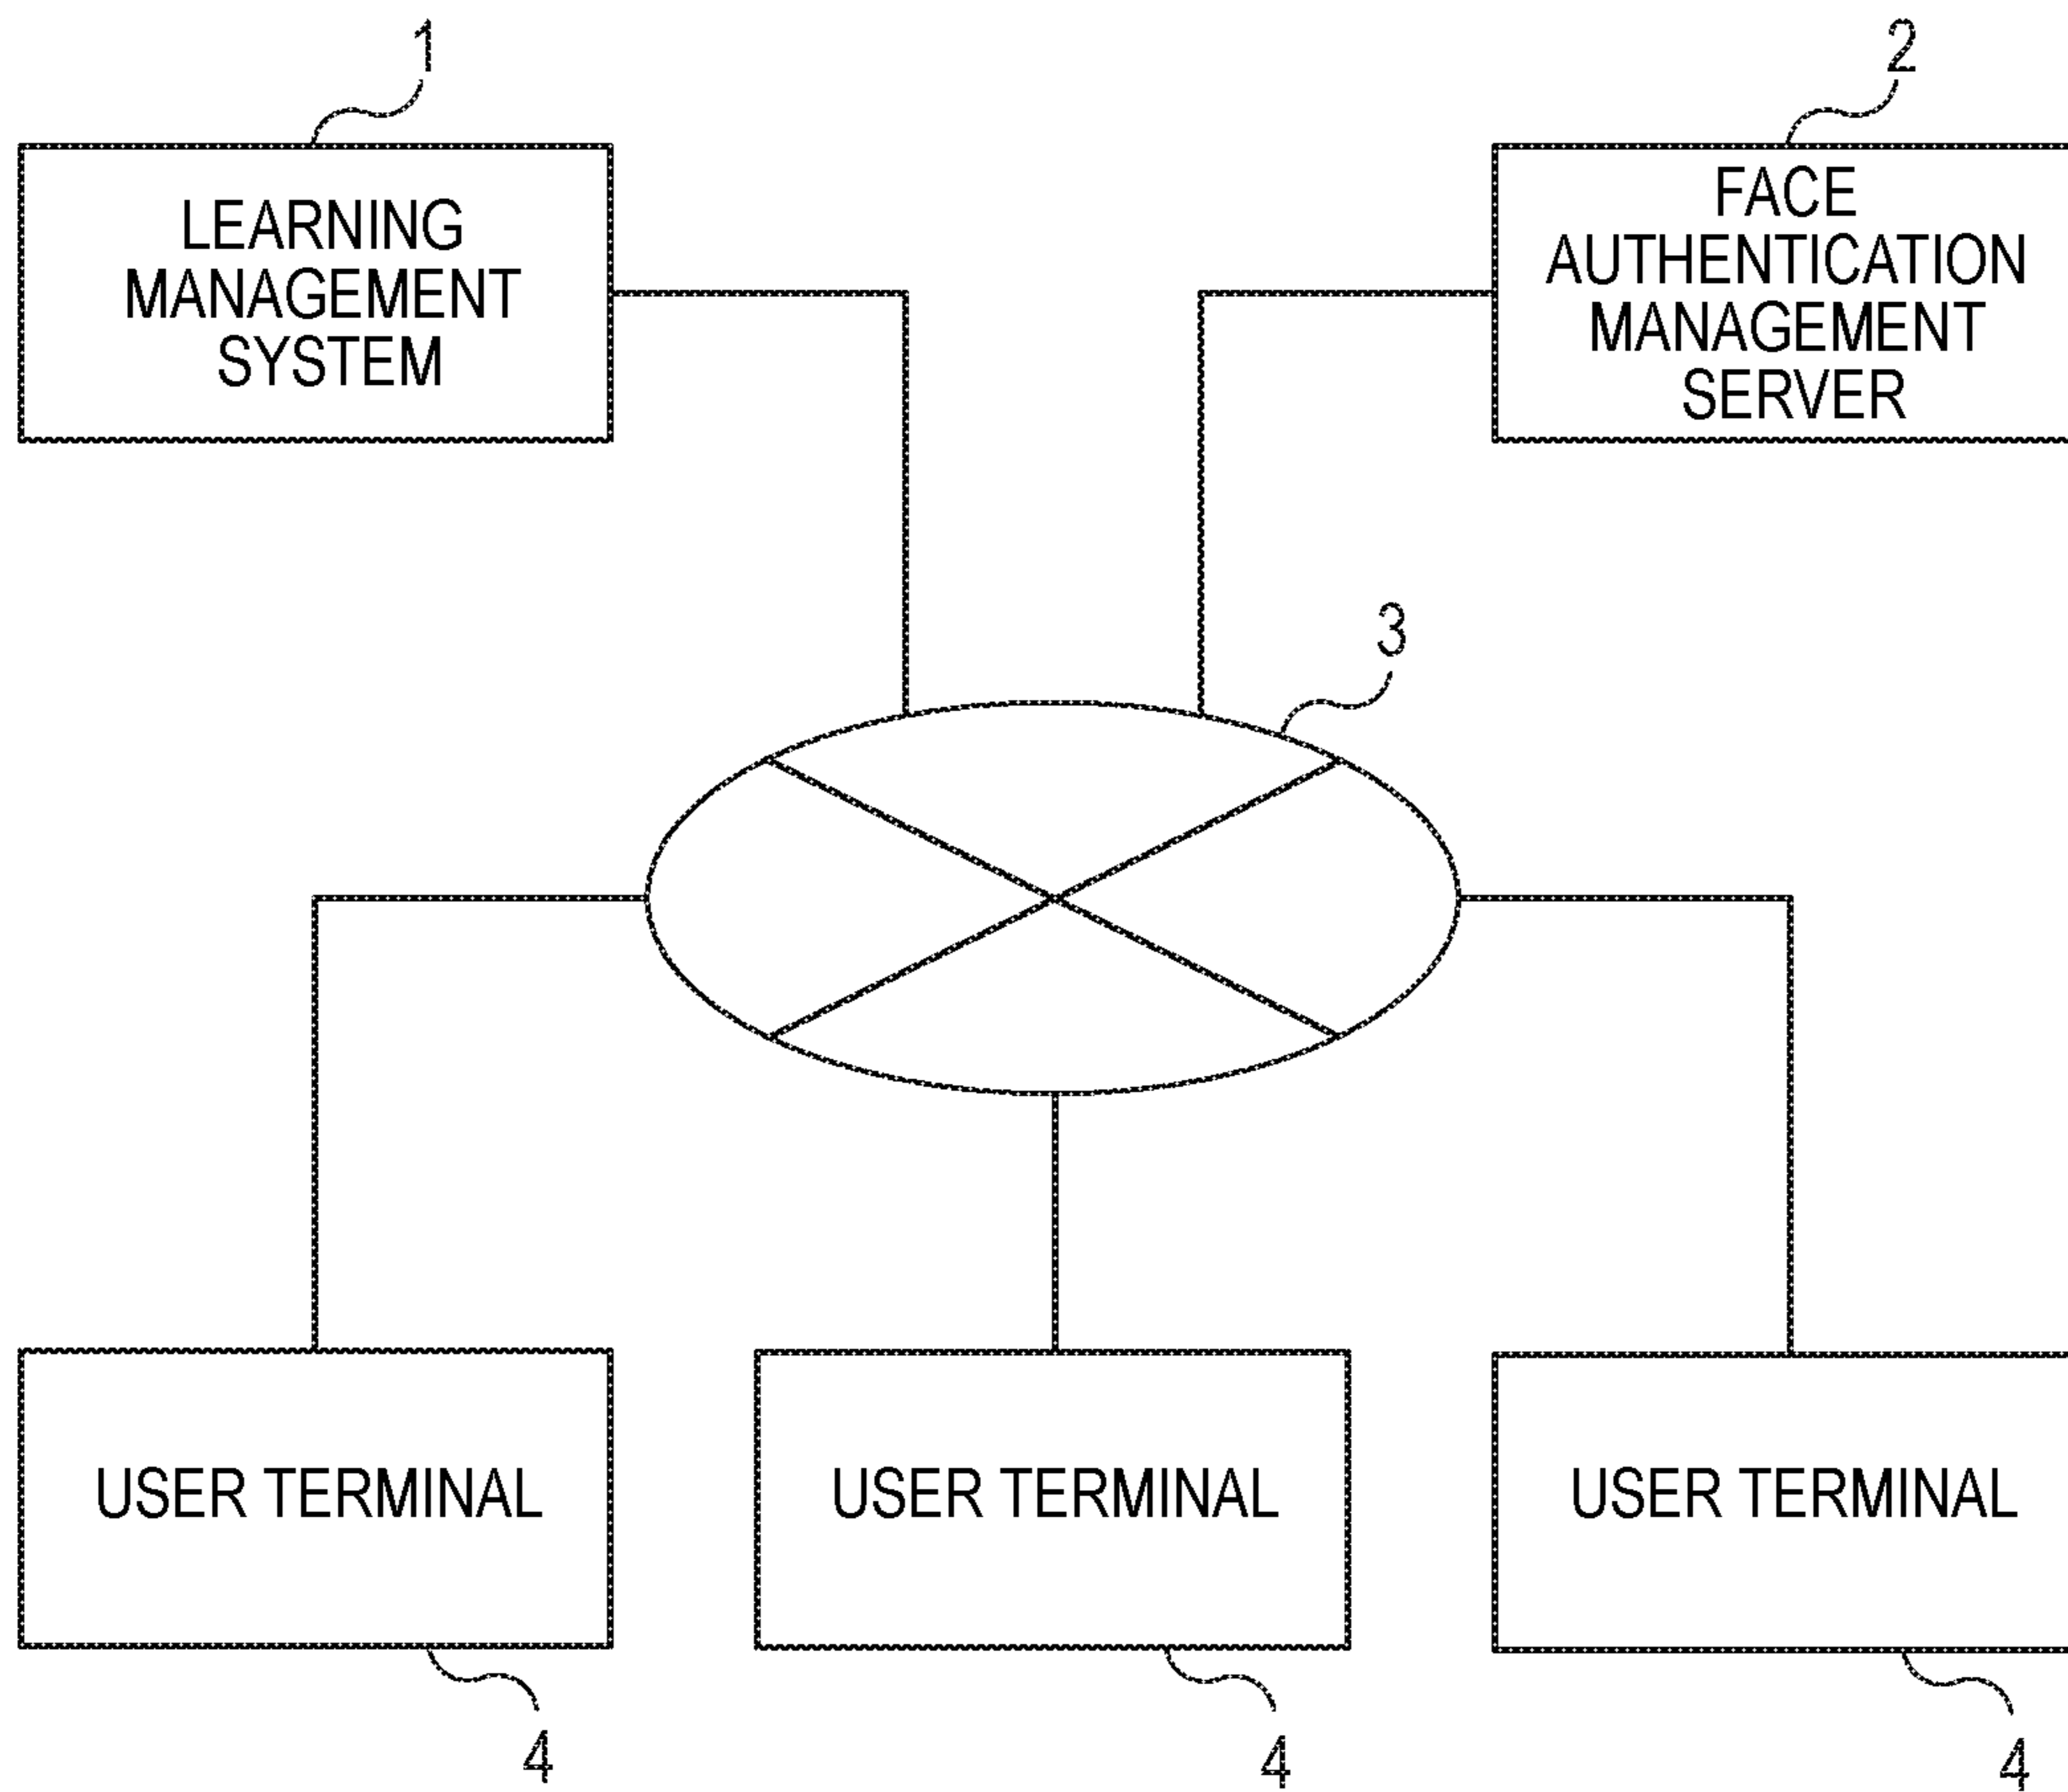 1
2
LEARNING
MANAGEMENT
SYSTEM
FACE
AUTHENTICATION
MANAGEMENT
SERVER
3
USER TERMINAL
USER TERMINAL
USER TERMINAL
4
4
4